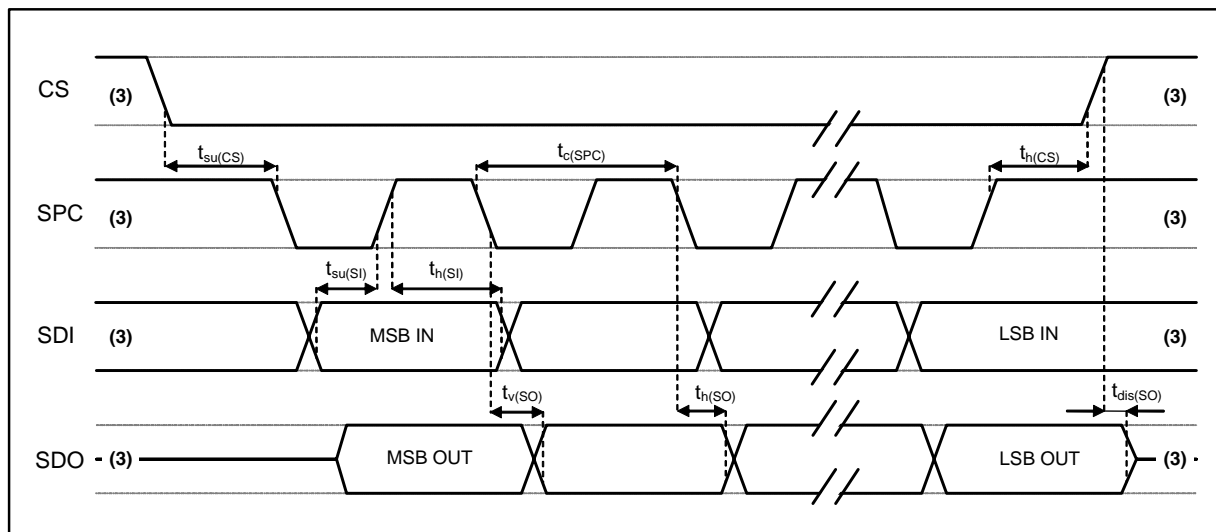 CS (3) (3)
t_su(CS) t_c(SPC) t_h(CS)
SPC (3) (3)
t_su(SI) t_h(SI)
SDI (3) MSB IN LSB IN (3)
t_v(SO) t_h(SO) t_dis(SO)
SDO (3) MSB OUT LSB OUT (3)